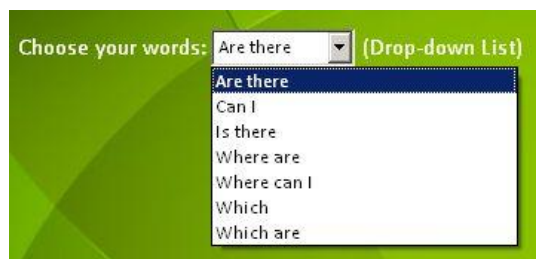 Choose your words: Are there (Drop-down List)
Are there
Can I
Is there
Where are
Where can I
Which
Which are